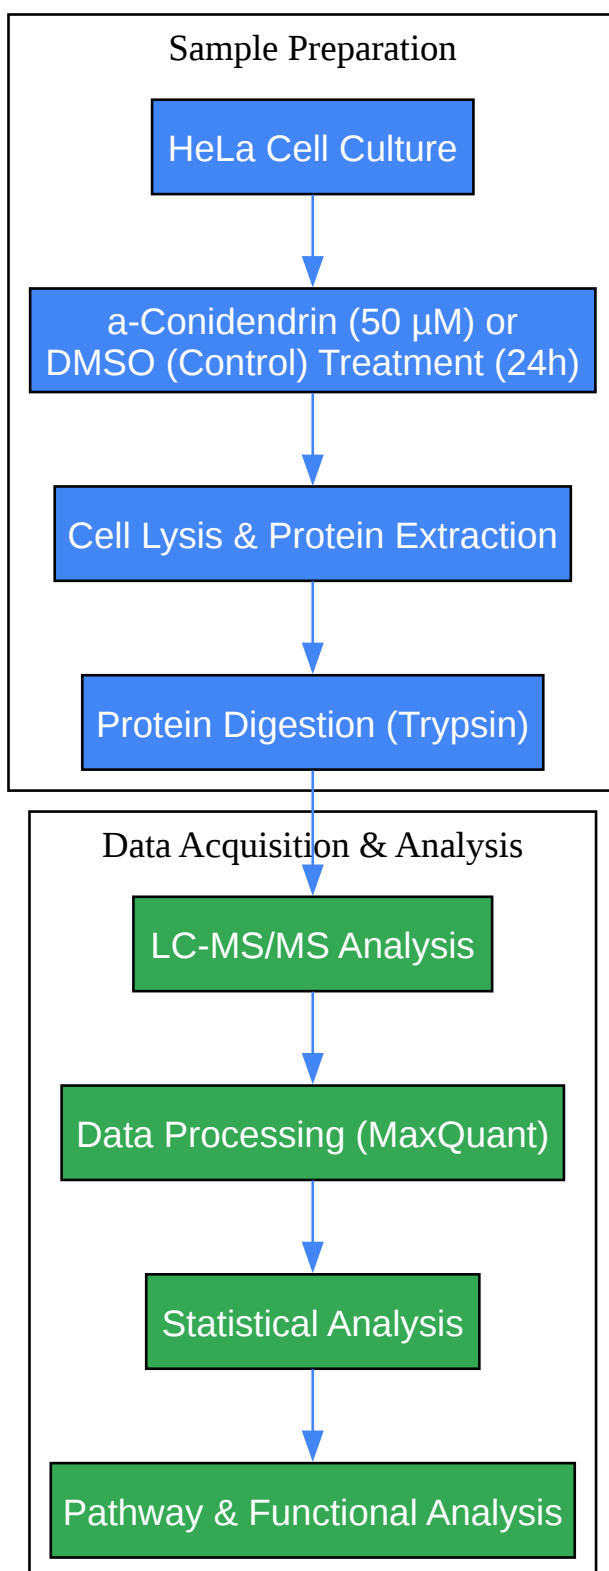 Sample Preparation
HeLa Cell Culture
a-Conidendrin (50 µM) or
DMSO (Control) Treatment (24h)
Cell Lysis & Protein Extraction
Protein Digestion (Trypsin)
Data Acquisition & Analysis
LC-MS/MS Analysis
Data Processing (MaxQuant)
Statistical Analysis
Pathway & Functional Analysis